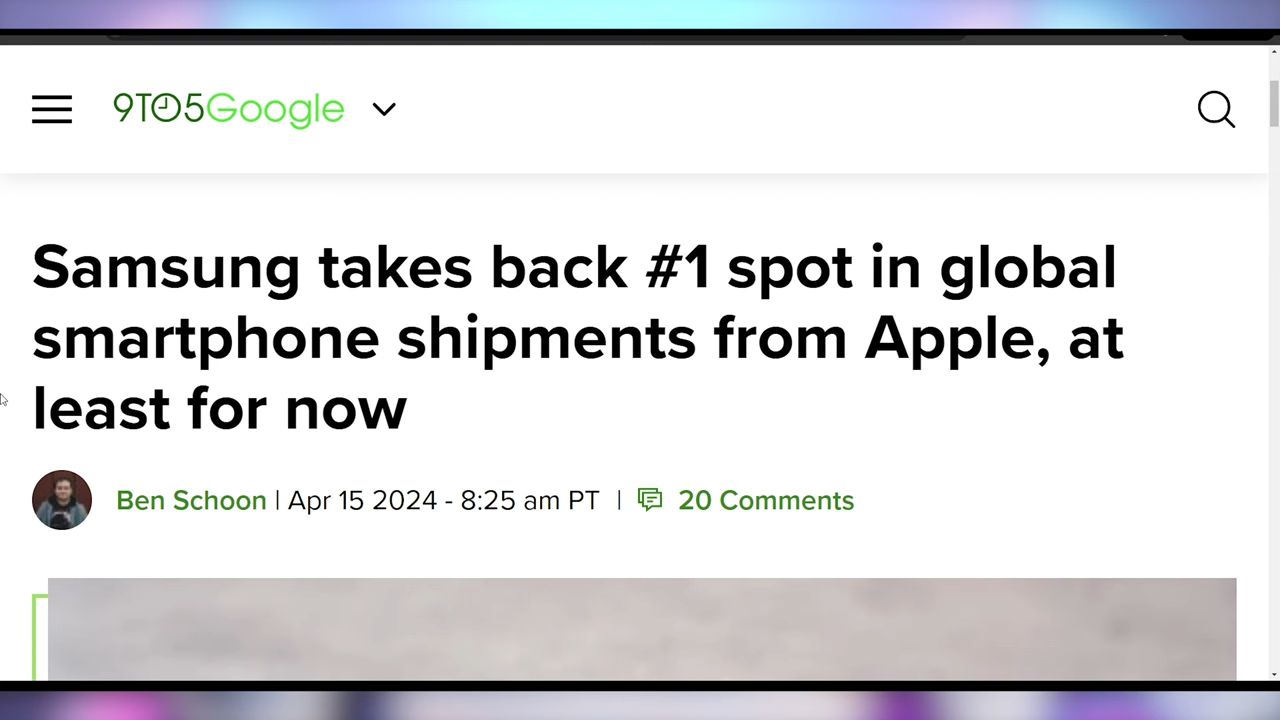 9TO5Google
Samsung takes back #1 spot in global
smartphone shipments from Apple, at
least for now
Ben Schoon | Apr 15 2024 - 8:25 am PT | 20 Comments